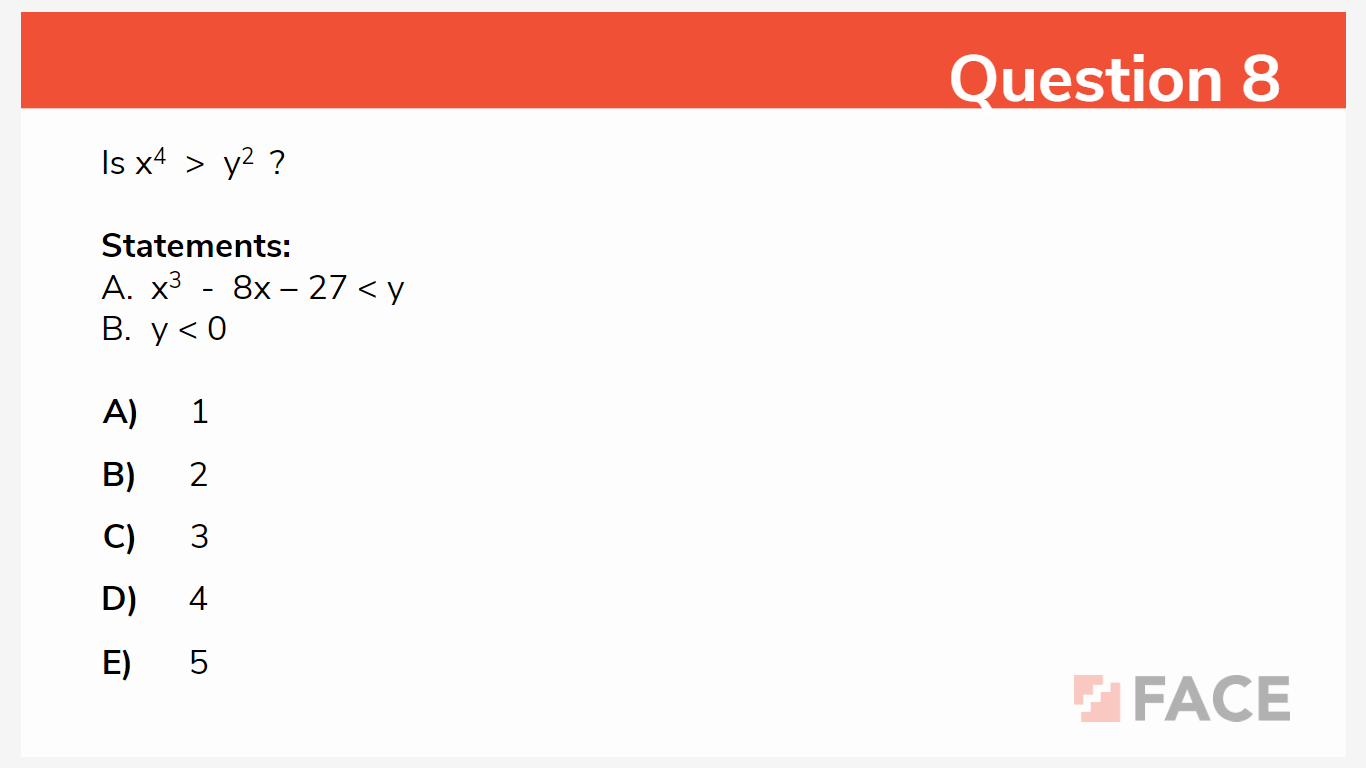 Question 8
Is x⁴ > y² ?
Statements:
A. x³ - 8x – 27 < y
B. y < 0
A) 1
B) 2
C) 3
D) 4
E) 5
FACE